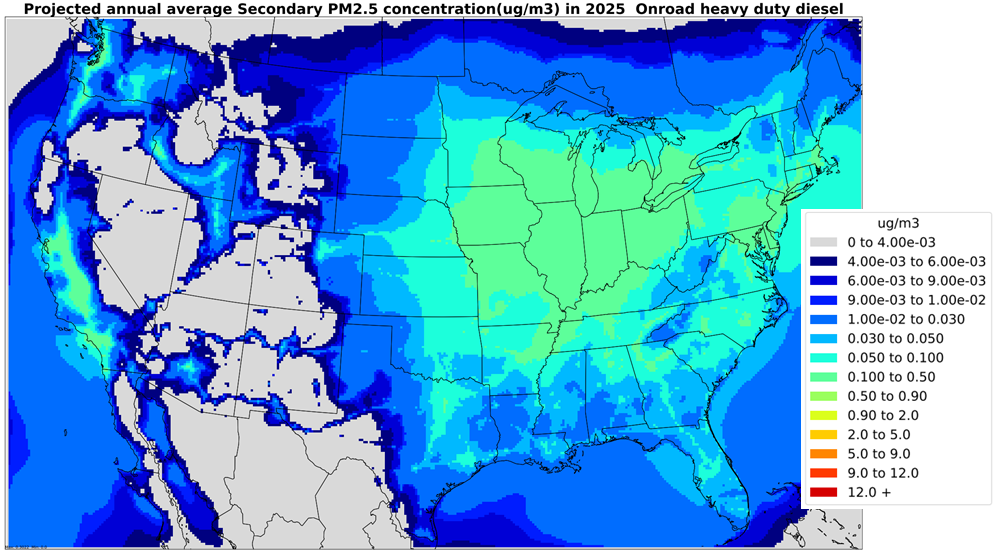 Projected annual average Secondary PM2.5 concentration(ug/m3) in 2025  Onroad heavy duty diesel
ug/m3
0 to 4.00e-03
4.00e-03 to 6.00e-03
6.00e-03 to 9.00e-03
9.00e-03 to 1.00e-02
1.00e-02 to 0.030
0.030 to 0.050
0.050 to 0.100
0.100 to 0.50
0.50 to 0.90
0.90 to 2.0
2.0 to 5.0
5.0 to 9.0
9.0 to 12.0
12.0 +